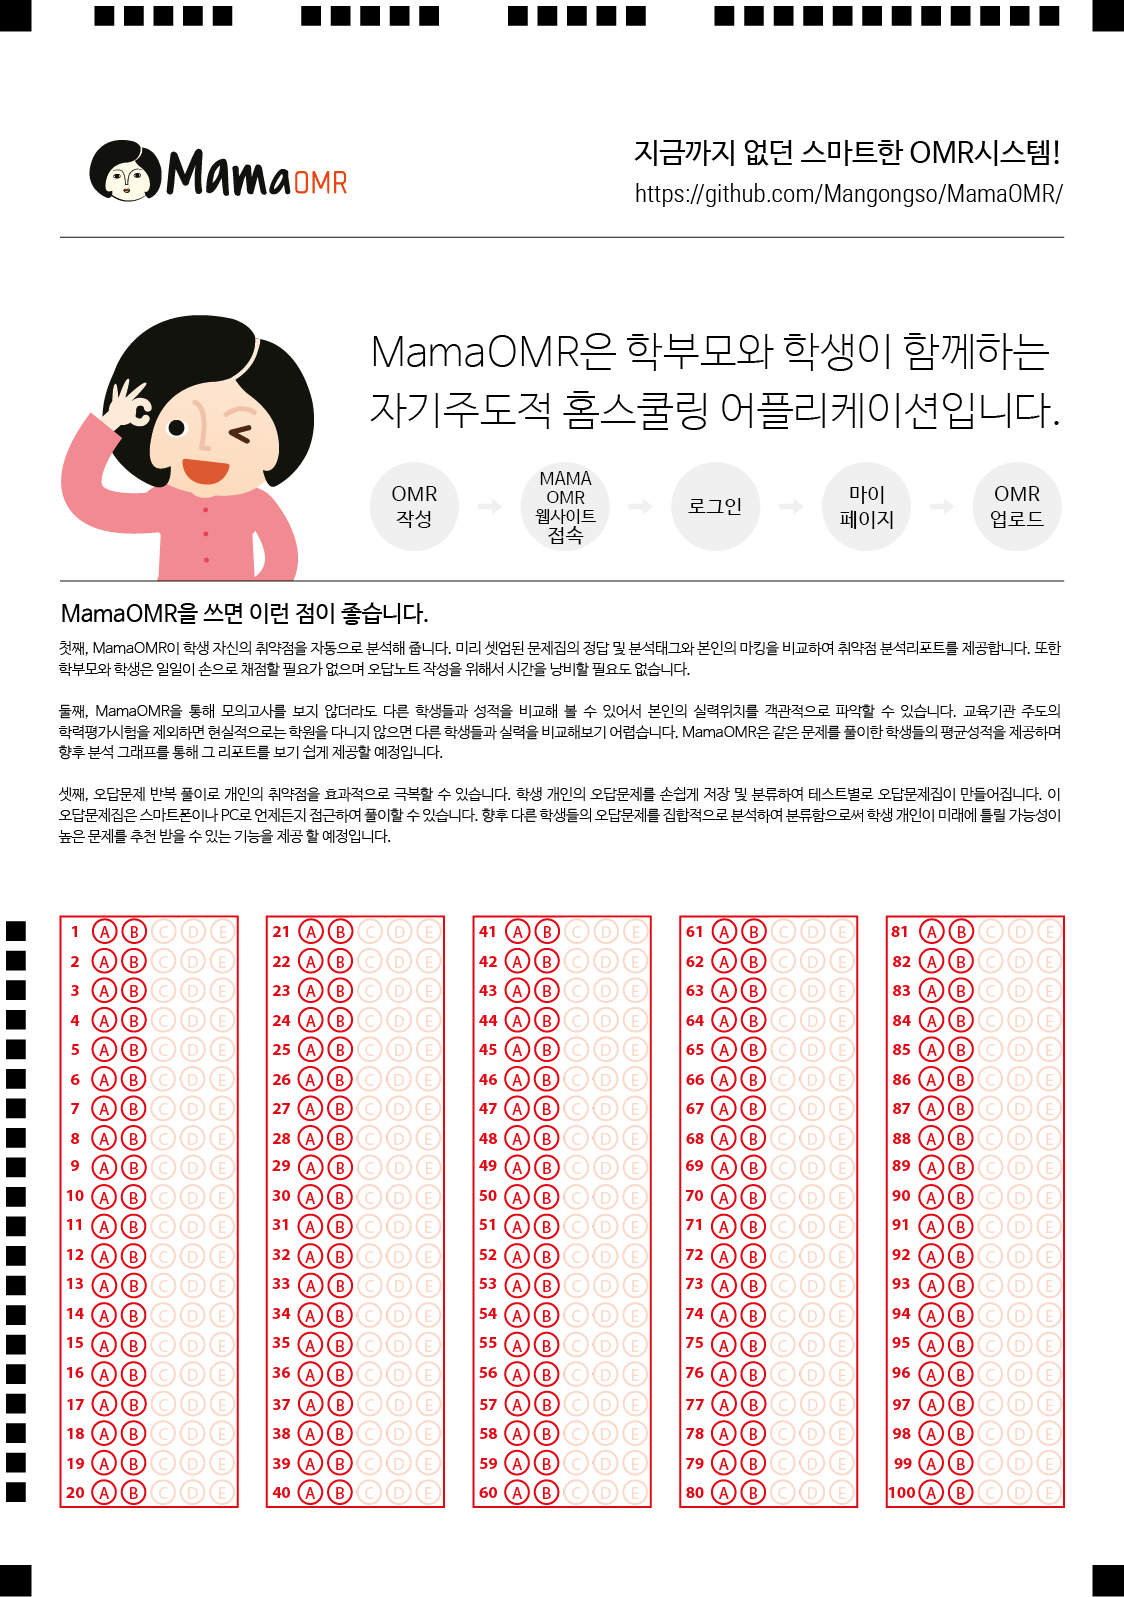 MamaOMR
지금까지 없던 스마트한 OMR시스템!
https://github.com/Mangongso/MamaOMR/
MamaOMR은 학부모와 학생이 함께하는
자기주도적 홈스쿨링 어플리케이션입니다.
OMR
작성
MAMA
OMR
웹사이트
접속
로그인
마이
페이지
OMR
업로드
MamaOMR을 쓰면 이런 점이 좋습니다.
첫째, MamaOMR이 학생 자신의 취약점을 자동으로 분석해 줍니다. 미리 셋업된 문제집의 정답 및 분석태그와 본인의 마킹을 비교하여 취약점 분석리포트를 제공합니다. 또한
학부모와 학생은 일일이 손으로 채점할 필요가 없으며 오답노트 작성을 위해서 시간을 낭비할 필요도 없습니다.
둘째, MamaOMR을 통해 모의고사를 보지 않더라도 다른 학생들과 성적을 비교해 볼 수 있어서 본인의 실력위치를 객관적으로 파악할 수 있습니다. 교육기관 주도의
학력평가시험을 제외하면 현실적으로는 학원을 다니지 않으면 다른 학생들과 실력을 비교해보기 어렵습니다. MamaOMR은 같은 문제를 풀이한 학생들의 평균성적을 제공하며
향후 분석 그래프를 통해 그 리포트를 보기 쉽게 제공할 예정입니다.
셋째, 오답문제 반복 풀이로 개인의 취약점을 효과적으로 극복할 수 있습니다. 학생 개인의 오답문제를 손쉽게 저장 및 분류하여 테스트별로 오답문제집이 만들어집니다. 이
오답문제집은 스마트폰이나 PC로 언제든지 접근하여 풀이할 수 있습니다. 향후 다른 학생들의 오답문제를 집합적으로 분석하여 분류함으로써 학생 개인이 미래에 틀릴 가능성이
높은 문제를 추천 받을 수 있는 기능을 제공 할 예정입니다.
1 A B C D E 21 A B C D E 41 A B C D E 61 A B C D E 81 A B C D E
2 A B C D E 22 A B C D E 42 A B C D E 62 A B C D E 82 A B C D E
3 A B C D E 23 A B C D E 43 A B C D E 63 A B C D E 83 A B C D E
4 A B C D E 24 A B C D E 44 A B C D E 64 A B C D E 84 A B C D E
5 A B C D E 25 A B C D E 45 A B C D E 65 A B C D E 85 A B C D E
6 A B C D E 26 A B C D E 46 A B C D E 66 A B C D E 86 A B C D E
7 A B C D E 27 A B C D E 47 A B C D E 67 A B C D E 87 A B C D E
8 A B C D E 28 A B C D E 48 A B C D E 68 A B C D E 88 A B C D E
9 A B C D E 29 A B C D E 49 A B C D E 69 A B C D E 89 A B C D E
10 A B C D E 30 A B C D E 50 A B C D E 70 A B C D E 90 A B C D E
11 A B C D E 31 A B C D E 51 A B C D E 71 A B C D E 91 A B C D E
12 A B C D E 32 A B C D E 52 A B C D E 72 A B C D E 92 A B C D E
13 A B C D E 33 A B C D E 53 A B C D E 73 A B C D E 93 A B C D E
14 A B C D E 34 A B C D E 54 A B C D E 74 A B C D E 94 A B C D E
15 A B C D E 35 A B C D E 55 A B C D E 75 A B C D E 95 A B C D E
16 A B C D E 36 A B C D E 56 A B C D E 76 A B C D E 96 A B C D E
17 A B C D E 37 A B C D E 57 A B C D E 77 A B C D E 97 A B C D E
18 A B C D E 38 A B C D E 58 A B C D E 78 A B C D E 98 A B C D E
19 A B C D E 39 A B C D E 59 A B C D E 79 A B C D E 99 A B C D E
20 A B C D E 40 A B C D E 60 A B C D E 80 A B C D E 100 A B C D E